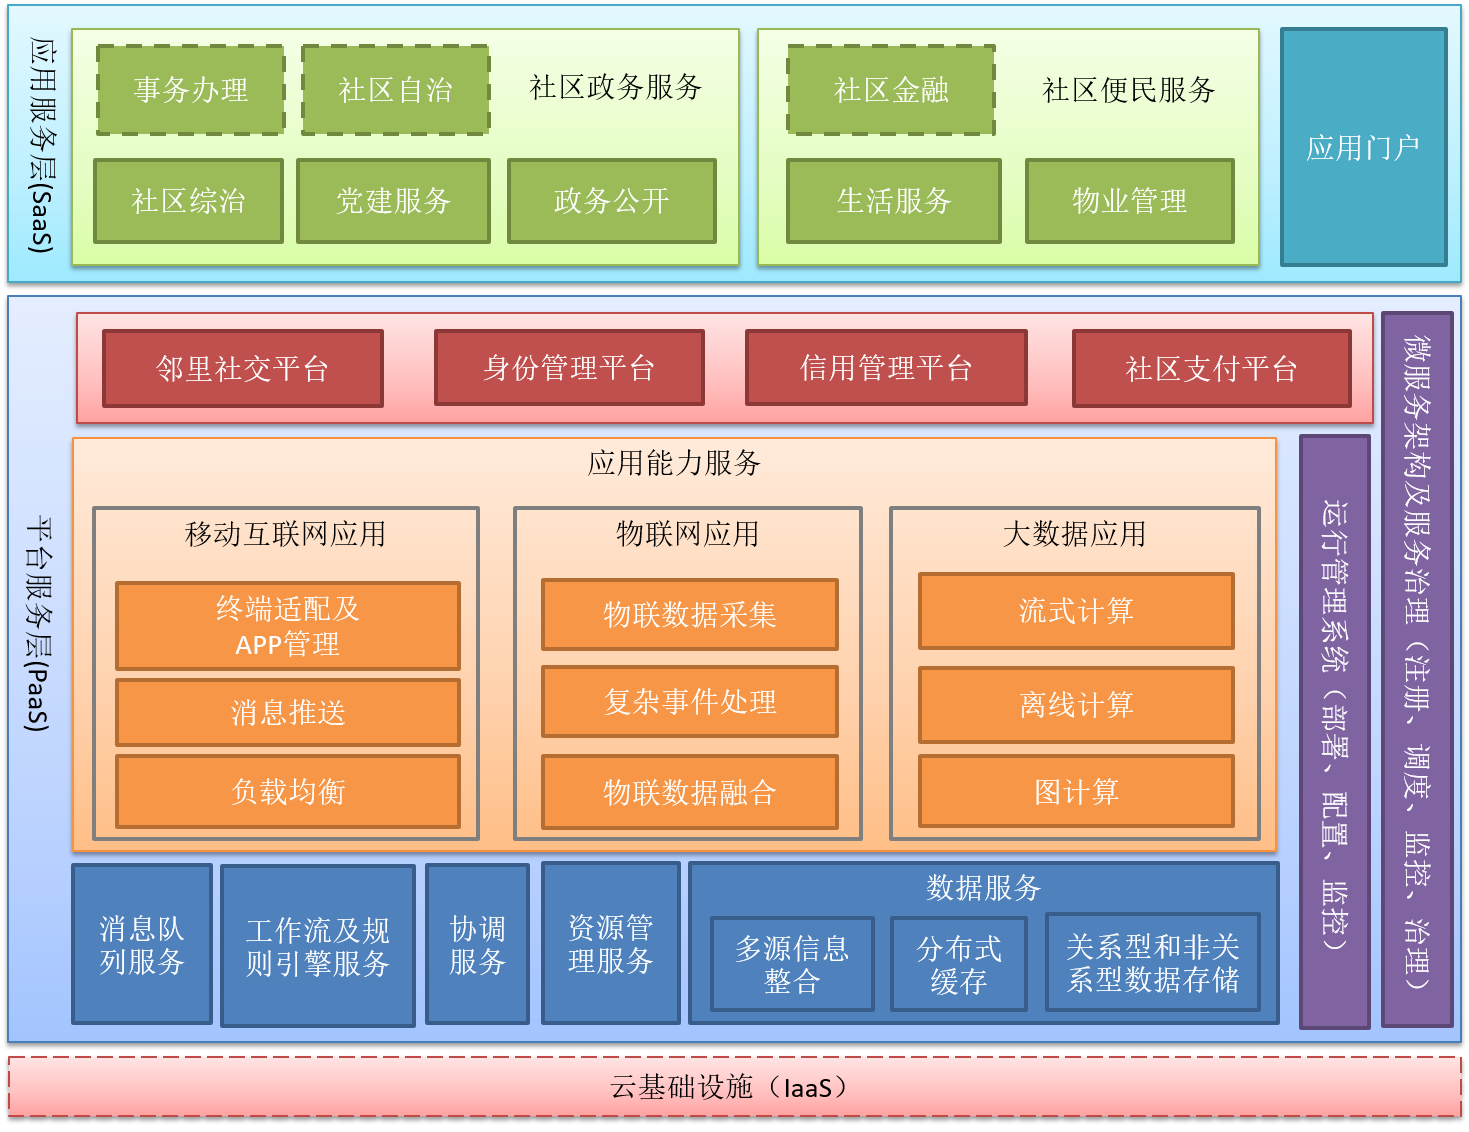 应用服务层(SaaS)
事务办理
社区自治
社区政务服务
社区综治
党建服务
政务公开
社区金融
社区便民服务
生活服务
物业管理
应用门户
平台服务层(PaaS)
邻里社交平台
身份管理平台
信用管理平台
社区支付平台
应用能力服务
移动互联网应用
终端适配及
APP管理
消息推送
负载均衡
物联网应用
物联数据采集
复杂事件处理
物联数据融合
大数据应用
流式计算
离线计算
图计算
消息队
列服务
工作流及规
则引擎服务
协调
服务
资源管
理服务
数据服务
多源信息
整合
分布式
缓存
关系型和非关
系型数据存储
运行管理系统（部署、配置、监控）
微服务架构及服务治理（注册、调度、监控、治理）
云基础设施（IaaS）